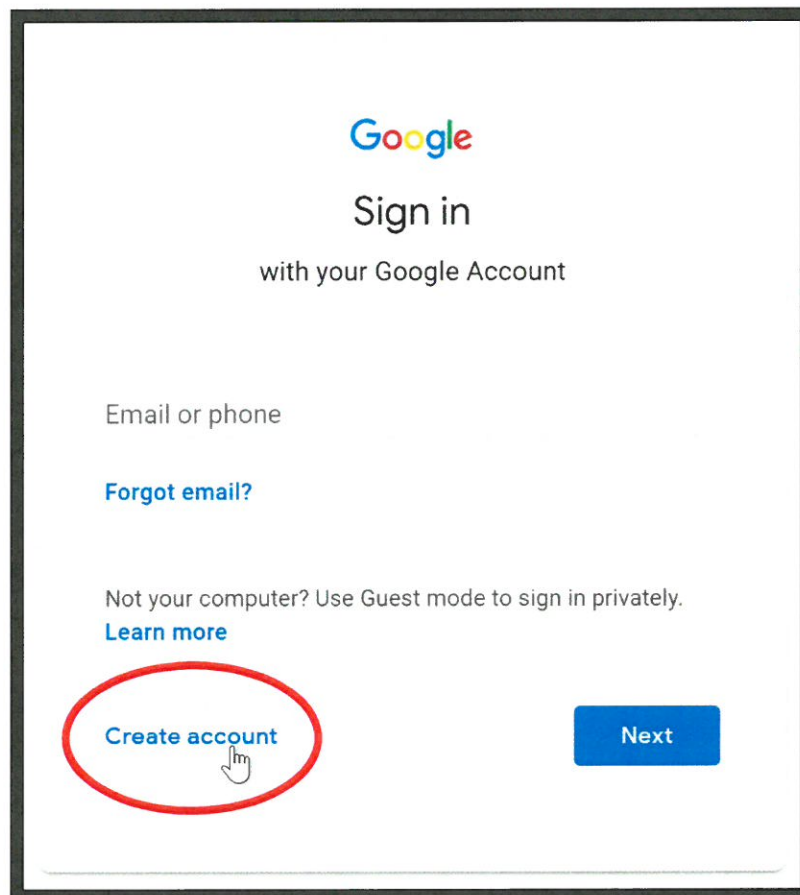 Google
Sign in
with your Google Account
Email or phone
Forgot email?
Not your computer? Use Guest mode to sign in privately.
Learn more
Create account
Next